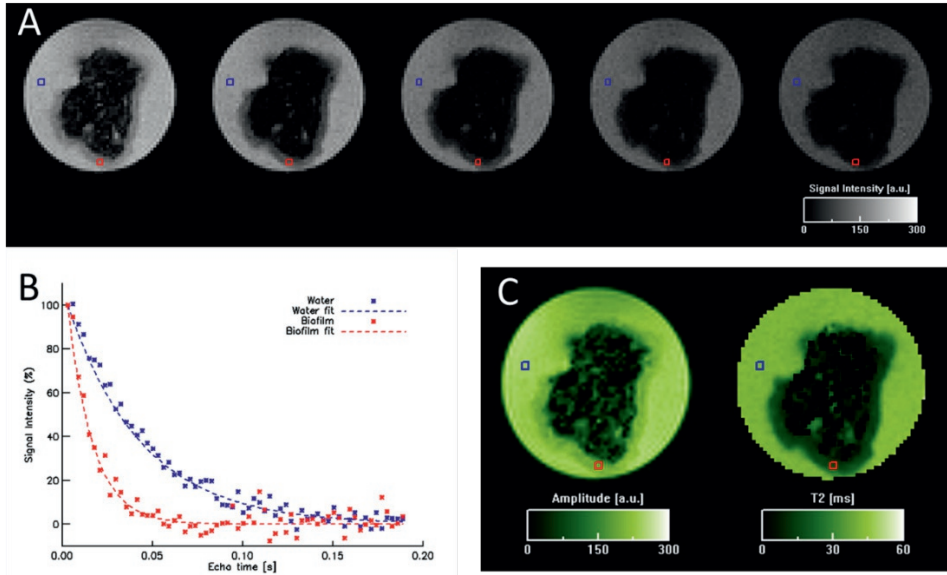 A
Signal Intensity [a.u.]
0 150 300
B
100
80
60
40
20
0
Signal Intensity (%)
Water
Water fit
Biofilm
Biofilm fit
0.00 0.05 0.10 0.15 0.20
Echo time [s]
C
Amplitude [a.u.] T2 [ms]
0 150 300 0 30 60